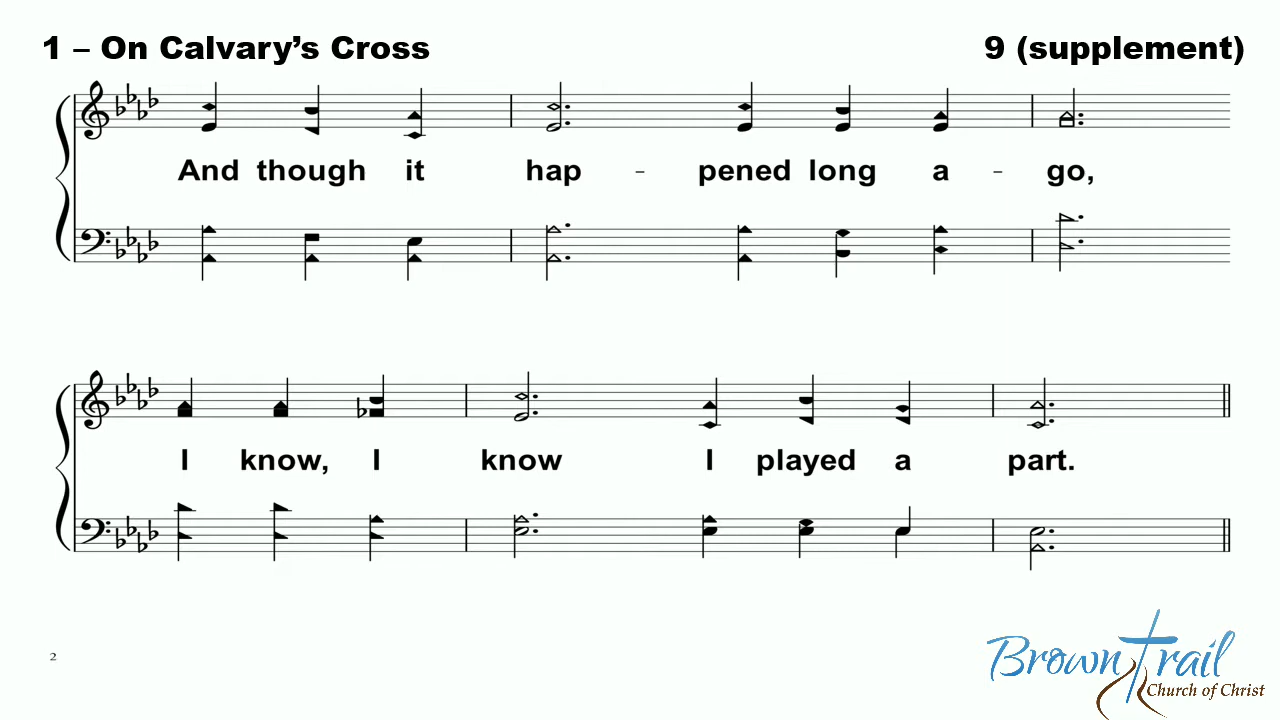 1 – On Calvary’s Cross 9 (supplement)
And though it hap - pened long a - go,
I know, I know I played a part.
2
Brown Trail
Church of Christ